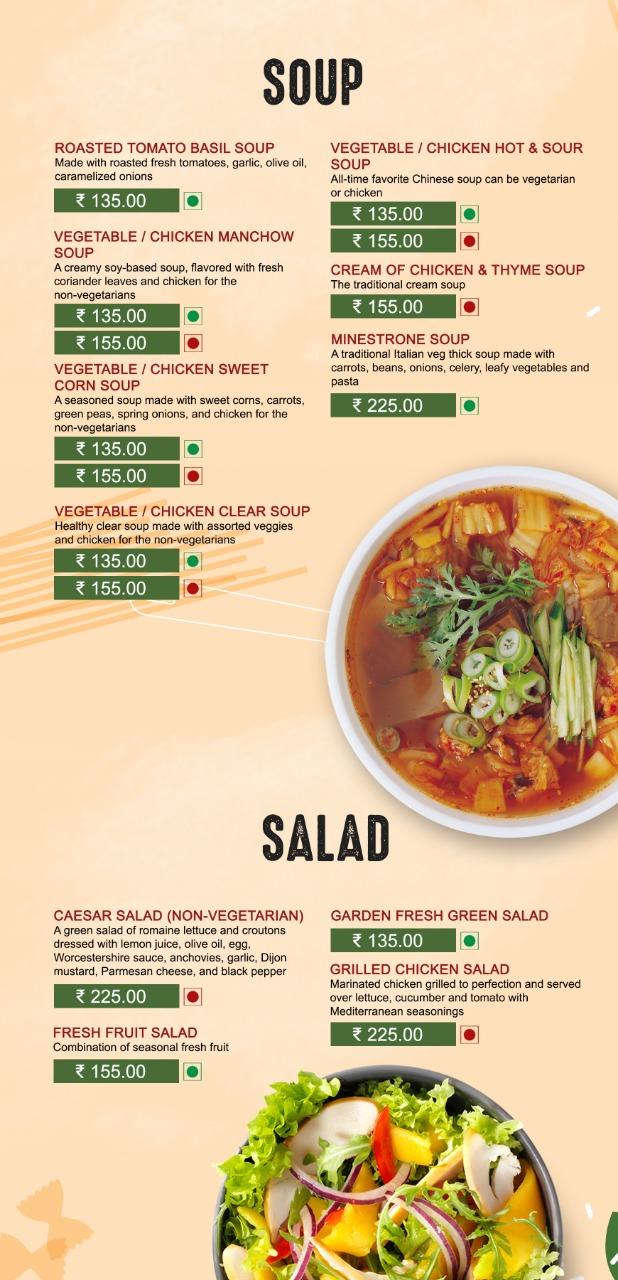 SOUP
ROASTED TOMATO BASIL SOUP
Made with roasted fresh tomatoes, garlic, olive oil,
caramelized onions
₹ 135.00
VEGETABLE / CHICKEN MANCHOW
SOUP
A creamy soy-based soup, flavored with fresh
coriander leaves and chicken for the
non-vegetarians
₹ 135.00
₹ 155.00
VEGETABLE / CHICKEN SWEET
CORN SOUP
A seasoned soup made with sweet corns, carrots,
green peas, spring onions, and chicken for the
non-vegetarians
₹ 135.00
₹ 155.00
VEGETABLE / CHICKEN CLEAR SOUP
Healthy clear soup made with assorted veggies
and chicken for the non-vegetarians
₹ 135.00
₹ 155.00
VEGETABLE / CHICKEN HOT & SOUR
SOUP
All-time favorite Chinese soup can be vegetarian
or chicken
₹ 135.00
₹ 155.00
CREAM OF CHICKEN & THYME SOUP
The traditional cream soup
₹ 155.00
MINESTRONE SOUP
A traditional Italian veg thick soup made with
carrots, beans, onions, celery, leafy vegetables and
pasta
₹ 225.00
SALAD
CAESAR SALAD (NON-VEGETARIAN)
A green salad of romaine lettuce and croutons
dressed with lemon juice, olive oil, egg,
Worcestershire sauce, anchovies, garlic, Dijon
mustard, Parmesan cheese, and black pepper
₹ 225.00
FRESH FRUIT SALAD
Combination of seasonal fresh fruit
₹ 155.00
GARDEN FRESH GREEN SALAD
₹ 135.00
GRILLED CHICKEN SALAD
Marinated chicken grilled to perfection and served
over lettuce, cucumber and tomato with
Mediterranean seasonings
₹ 225.00